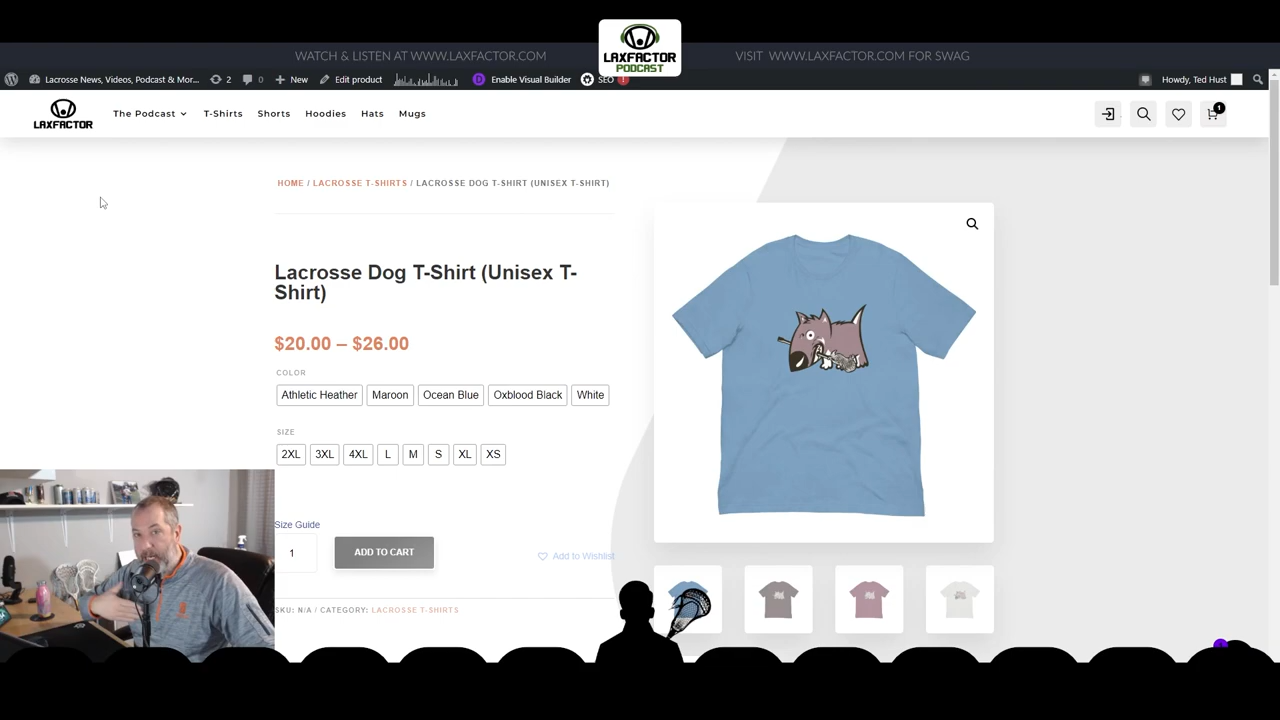 WATCH & LISTEN AT WWW.LAXFACTOR.COM
LAXFACTOR
PODCAST
VISIT WWW.LAXFACTOR.COM FOR SWAG
Lacrosse News, Videos, Podcast & Mor... 2 0 New Edit product Enable Visual Builder SEO ! Howdy, Ted Hust
LAXFACTOR
The Podcast T-Shirts Shorts Hoodies Hats Mugs
1
HOME / LACROSSE T-SHIRTS / LACROSSE DOG T-SHIRT (UNISEX T-SHIRT)
Lacrosse Dog T-Shirt (Unisex T-
Shirt)
$20.00 – $26.00
COLOR
Athletic Heather Maroon Ocean Blue Oxblood Black White
SIZE
2XL 3XL 4XL L M S XL XS
Size Guide
1 ADD TO CART Add to Wishlist
SKU: N/A / CATEGORY: LACROSSE T-SHIRTS